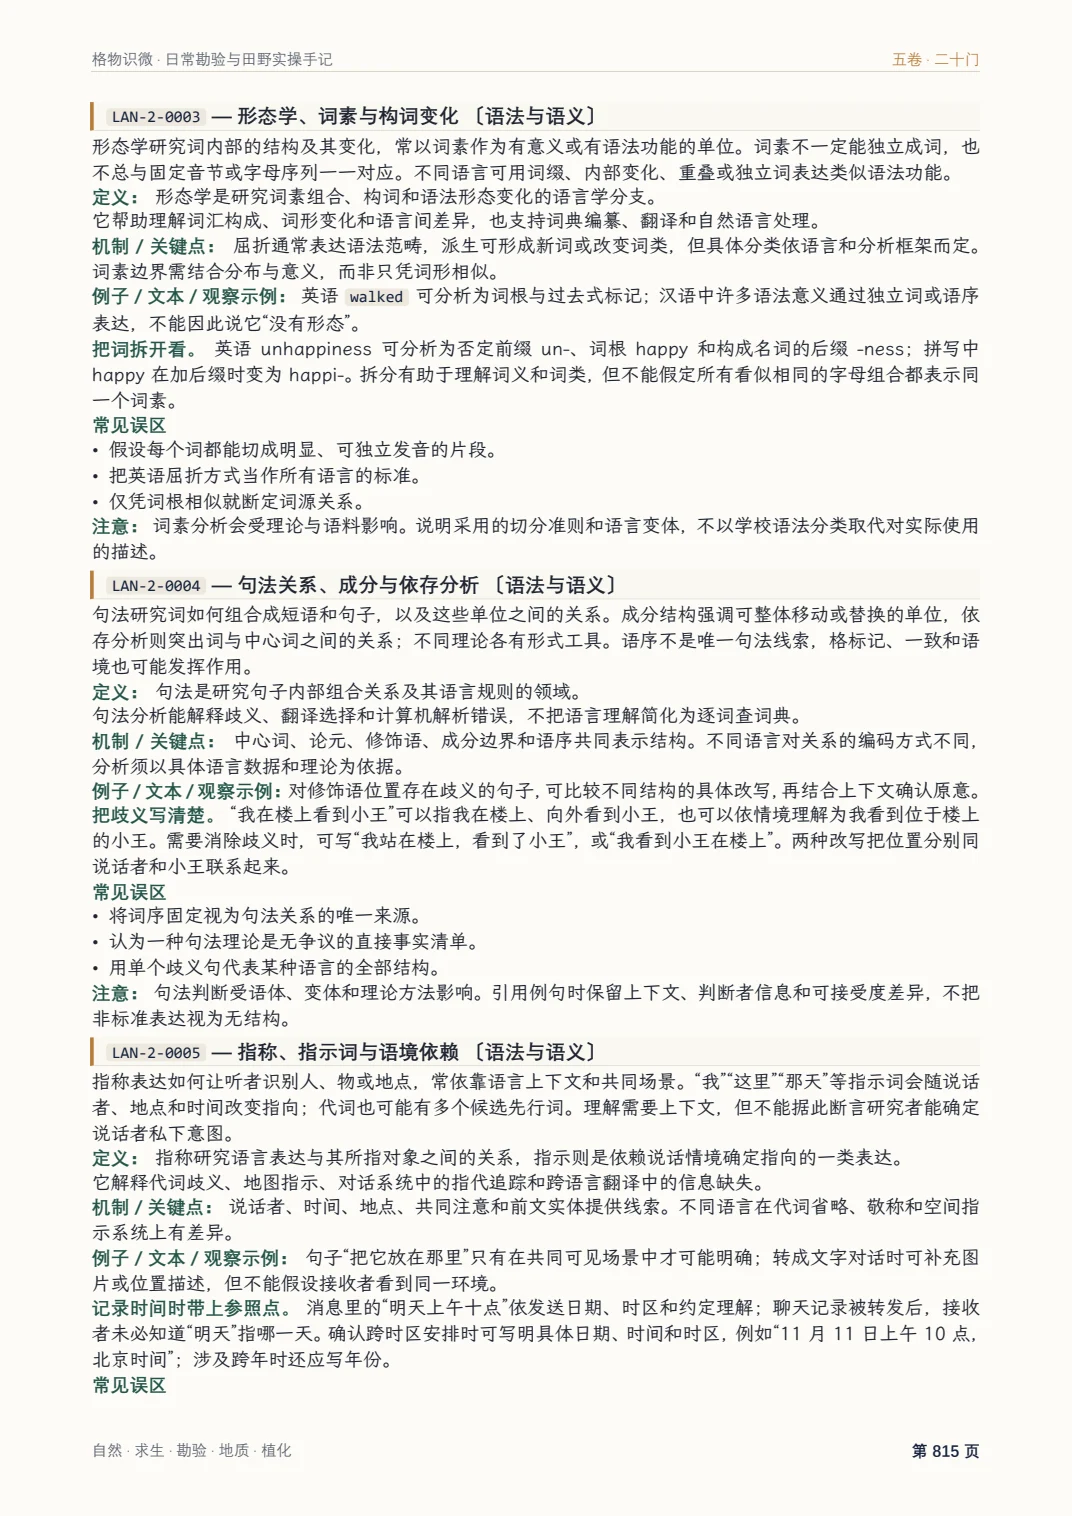 格物识微 · 日常勘验与田野实操手记
五卷 · 二十门
LAN-2-0003 — 形态学、词素与构词变化 〔语法与语义〕
形态学研究词内部的结构及其变化，常以词素作为有意义或有语法功能的单位。词素不一定能独立成词，也
不总与固定音节或字母序列一一对应。不同语言可用词缀、内部变化、重叠或独立词表达类似语法功能。
定义： 形态学是研究词素组合、构词和语法形态变化的语言学分支。
它帮助理解词汇构成、词形变化和语言间差异，也支持词典编纂、翻译和自然语言处理。
机制 / 关键点： 屈折通常表达语法范畴，派生可形成新词或改变词类，但具体分类依语言和分析框架而定。
词素边界需结合分布与意义，而非只凭词形相似。
例子 / 文本 / 观察示例： 英语 walked 可分析为词根与过去式标记；汉语中许多语法意义通过独立词或语序
表达，不能因此说它“没有形态”。
把词拆开看。 英语 unhappiness 可分析为否定前缀 un-、词根 happy 和构成名词的后缀 -ness；拼写中
happy 在加后缀时变为 happi-。拆分有助于理解词义和词类，但不能假定所有看似相同的字母组合都表示同
一个词素。
常见误区
• 假设每个词都能切成明显、可独立发音的片段。
• 把英语屈折方式当作所有语言的标准。
• 仅凭词根相似就断定词源关系。
注意： 词素分析会受理论与语料影响。说明采用的切分准则和语言变体，不以学校语法分类取代对实际使用
的描述。
LAN-2-0004 — 句法关系、成分与依存分析 〔语法与语义〕
句法研究词如何组合成短语和句子，以及这些单位之间的关系。成分结构强调可整体移动或替换的单位，依
存分析则突出词与中心词之间的关系；不同理论各有形式工具。语序不是唯一句法线索，格标记、一致和语
境也可能发挥作用。
定义： 句法是研究句子内部组合关系及其语言规则的领域。
句法分析能解释歧义、翻译选择和计算机解析错误，不把语言理解简化为逐词查词典。
机制 / 关键点： 中心词、论元、修饰语、成分边界和语序共同表示结构。不同语言对关系的编码方式不同，
分析须以具体语言数据和理论为依据。
例子 / 文本 / 观察示例： 对修饰语位置存在歧义的句子，可比较不同结构的具体改写，再结合上下文确认原意。
把歧义写清楚。 “我在楼上看到小王”可以指我在楼上、向外看到小王，也可以依情境理解为我看到位于楼上
的小王。需要消除歧义时，可写“我站在楼上，看到了小王”，或“我看到小王在楼上”。两种改写把位置分别同
说话者和小王联系起来。
常见误区
• 将词序固定视为句法关系的唯一来源。
• 认为一种句法理论是无争议的直接事实清单。
• 用单个歧义句代表某种语言的全部结构。
注意： 句法判断受语体、变体和理论方法影响。引用例句时保留上下文、判断者信息和可接受度差异，不把
非标准表达视为无结构。
LAN-2-0005 — 指称、指示词与语境依赖 〔语法与语义〕
指称表达如何让听者识别人、物或地点，常依靠语言上下文和共同场景。“我”“这里”“那天”等指示词会随说话
者、地点和时间改变指向；代词也可能有多个候选先行词。理解需要上下文，但不能据此断言研究者能确定
说话者私下意图。
定义： 指称研究语言表达与其所指对象之间的关系，指示则是依赖说话情境确定指向的一类表达。
它解释代词歧义、地图指示、对话系统中的指代追踪和跨语言翻译中的信息缺失。
机制 / 关键点： 说话者、时间、地点、共同注意和前文实体提供线索。不同语言在代词省略、敬称和空间指
示系统上有差异。
例子 / 文本 / 观察示例： 句子“把它放在那里”只有在共同可见场景中才可能明确；转成文字对话时可补充图
片或位置描述，但不能假设接收者看到同一环境。
记录时间时带上参照点。 消息里的“明天上午十点”依发送日期、时区和约定理解；聊天记录被转发后，接收
者未必知道“明天”指哪一天。确认跨时区安排时可写明具体日期、时间和时区，例如“11 月 11 日上午 10 点，
北京时间”；涉及跨年时还应写年份。
常见误区
自然 · 求生 · 勘验 · 地质 · 植化
第 815 页